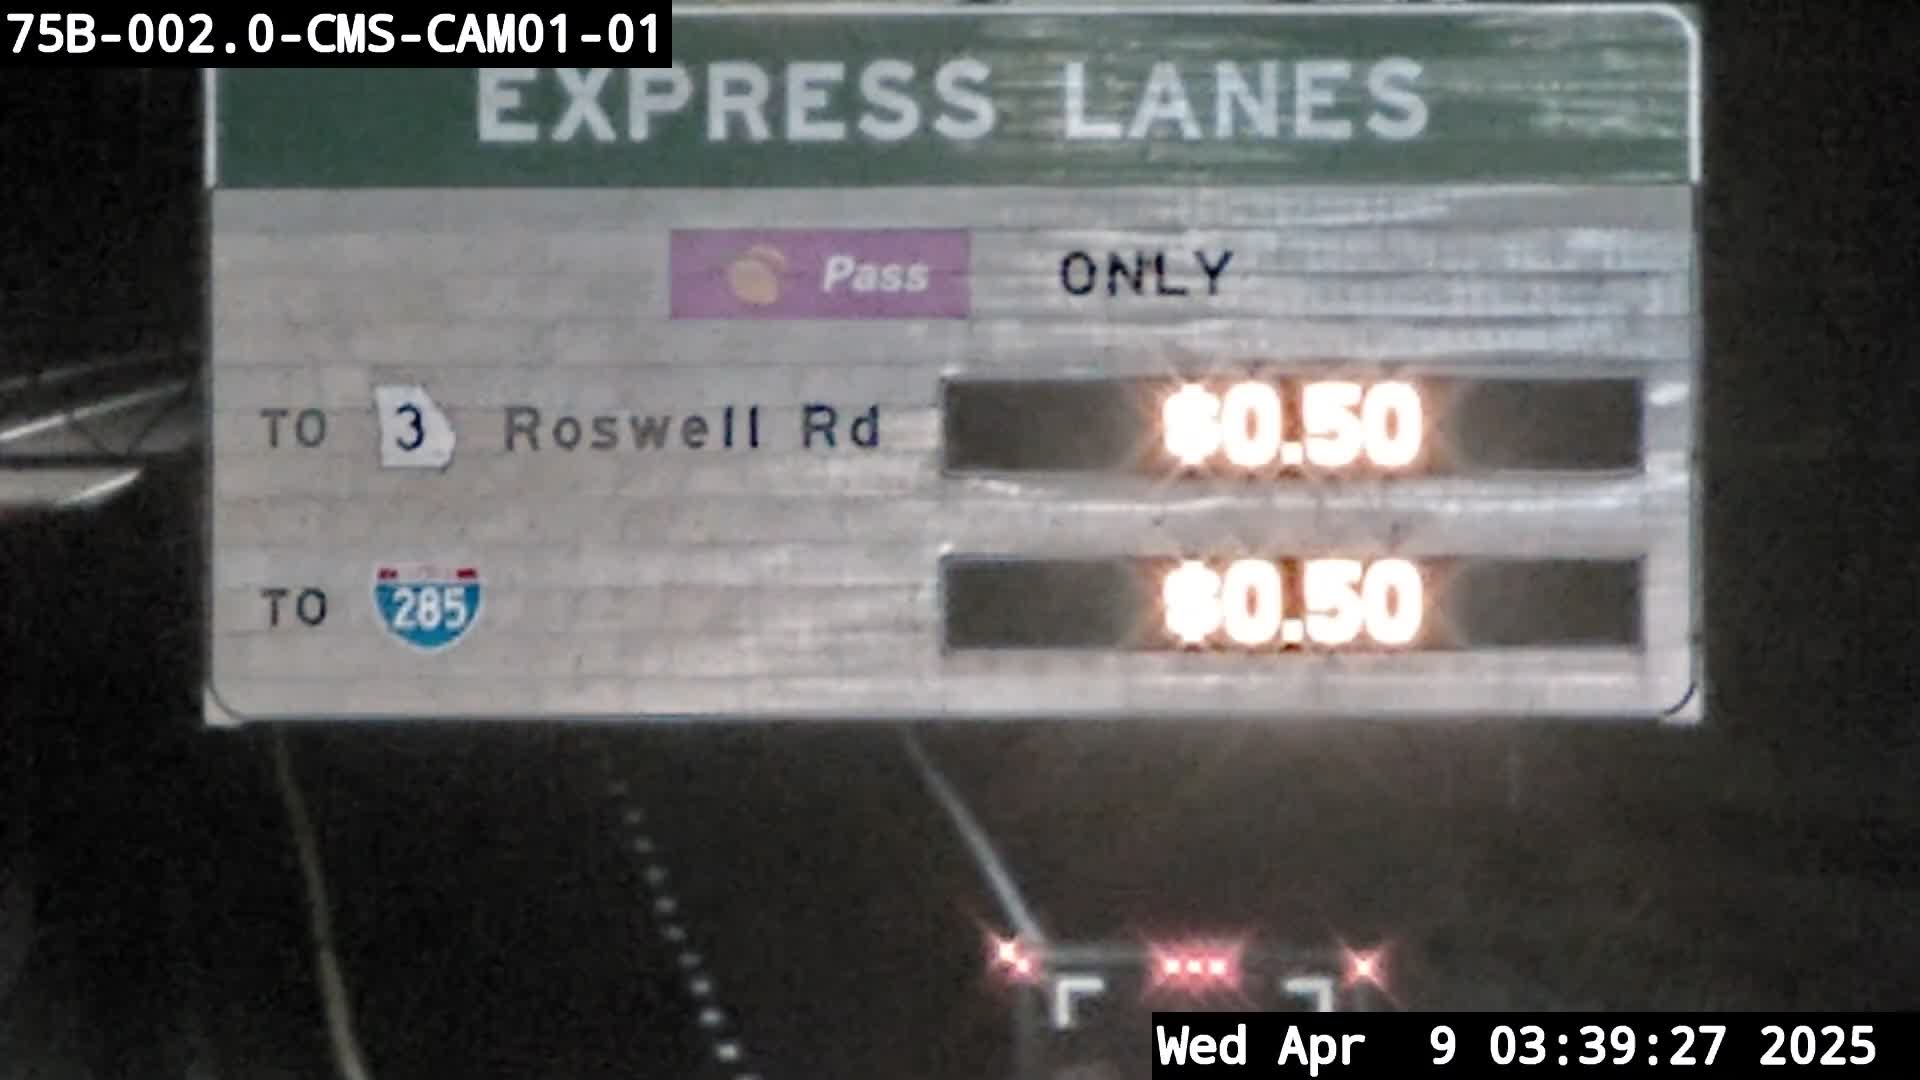 75B-002.0-CMS-CAM01-01
EXPRESS LANES
Pass ONLY
TO 3 Roswell Rd $0.50
TO 285 $0.50
Wed Apr 9 03:39:27 2025